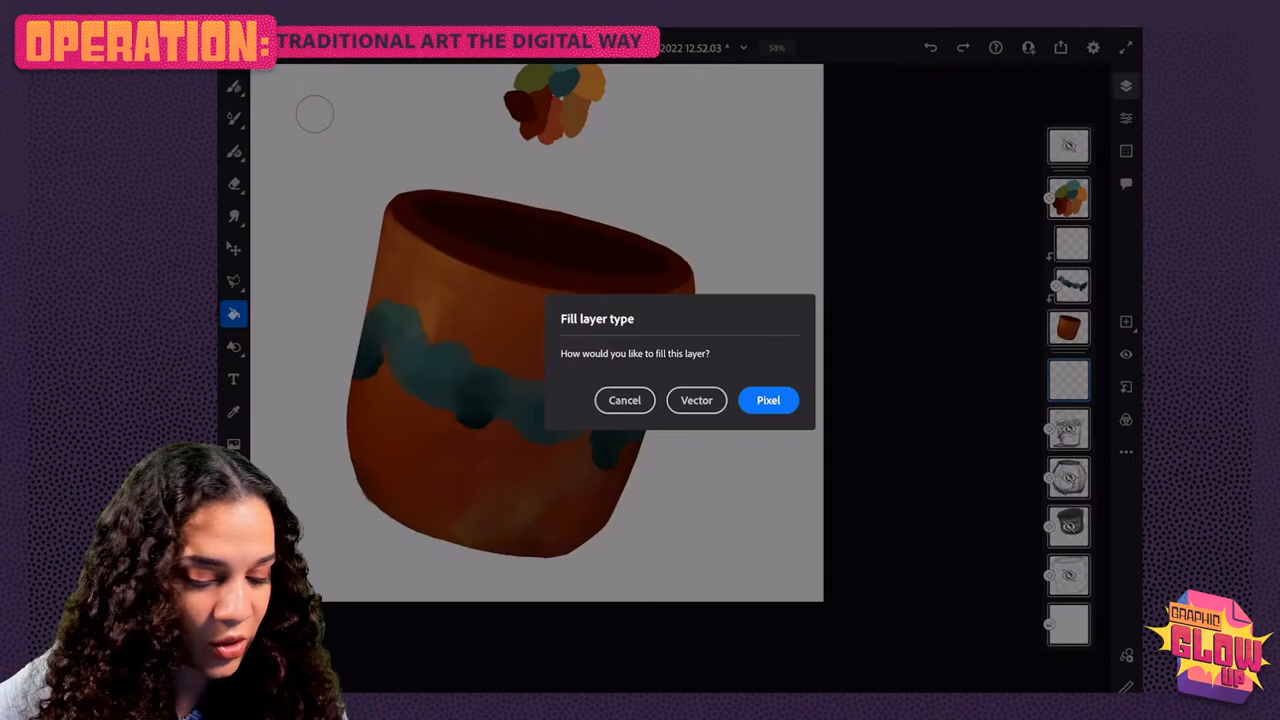 OPERATION:
TRADITIONAL ART THE DIGITAL WAY
2022 12.52.03 *
58%
Fill layer type
How would you like to fill this layer?
Cancel
Vector
Pixel
T
GRAPHIC
GLOW
UP